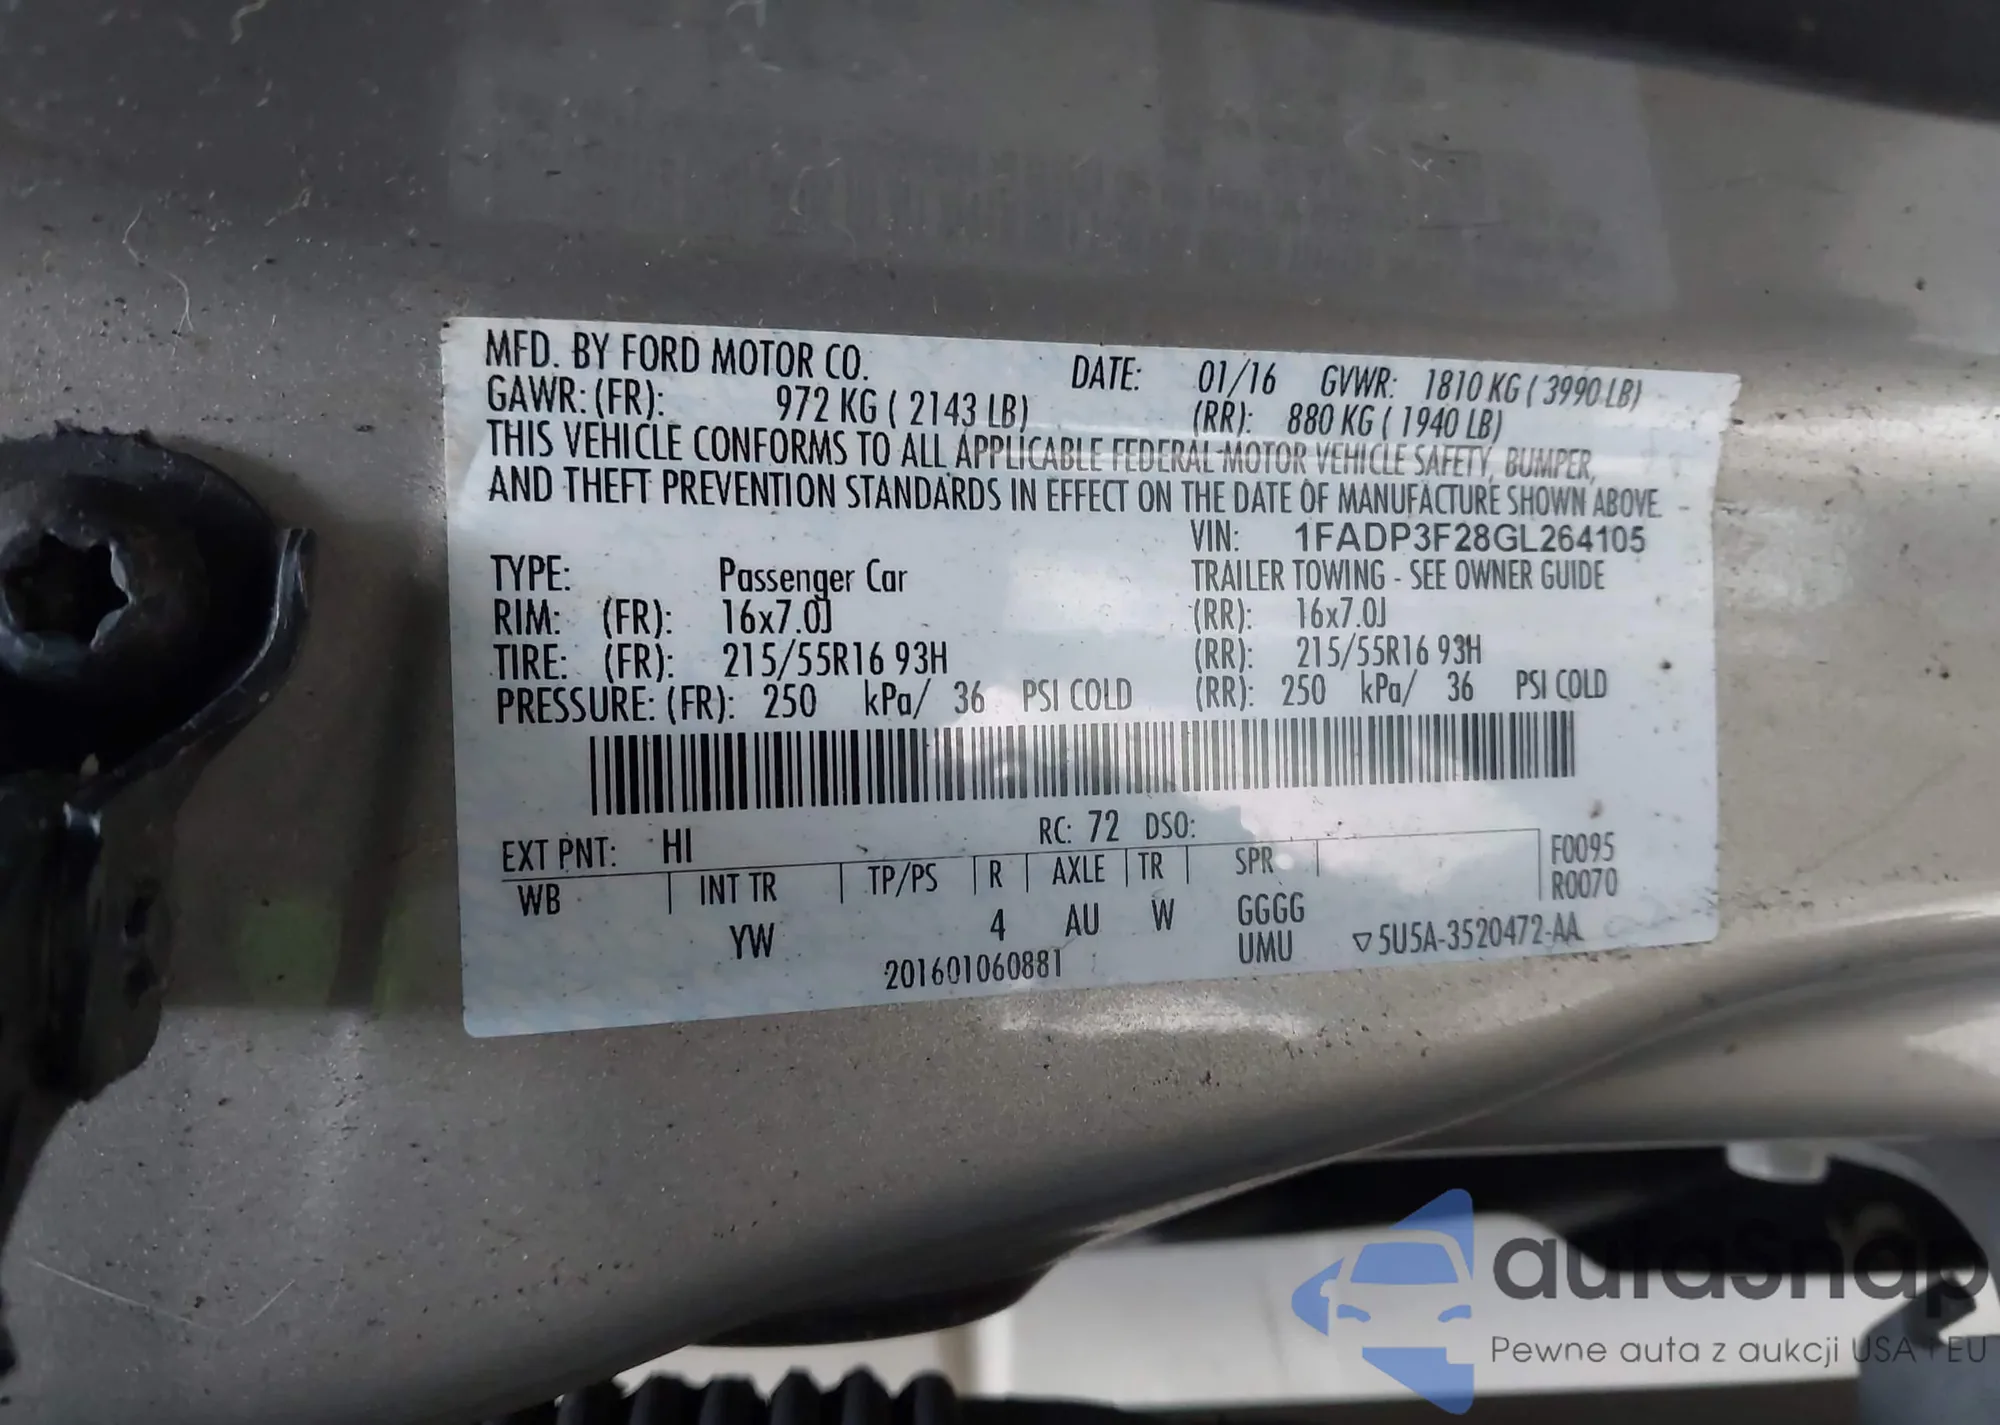 MFD. BY FORD MOTOR CO. DATE: 01/16 GVWR: 1810 KG ( 3990 LB)
GAWR: (FR): 972 KG ( 2143 LB) (RR): 880 KG ( 1940 LB)
THIS VEHICLE CONFORMS TO ALL APPLICABLE FEDERAL MOTOR VEHICLE SAFETY, BUMPER,
AND THEFT PREVENTION STANDARDS IN EFFECT ON THE DATE OF MANUFACTURE SHOWN ABOVE.
VIN: 1FADP3F28GL264105
TYPE: Passenger Car TRAILER TOWING - SEE OWNER GUIDE
RIM: (FR): 16x7.0J (RR): 16x7.0J
TIRE: (FR): 215/55R16 93H (RR): 215/55R16 93H
PRESSURE: (FR): 250 kPa/ 36 PSI COLD (RR): 250 kPa/ 36 PSI COLD
EXT PNT: HI RC: 72 DSO:
WB INT TR TP/PS R AXLE TR SPR F0095
R0070
YW 4 AU W GGGG
UMU ▽5U5A-3520472-AA
201601060881
aurasnap
Pewne auta z aukcji USA i EU